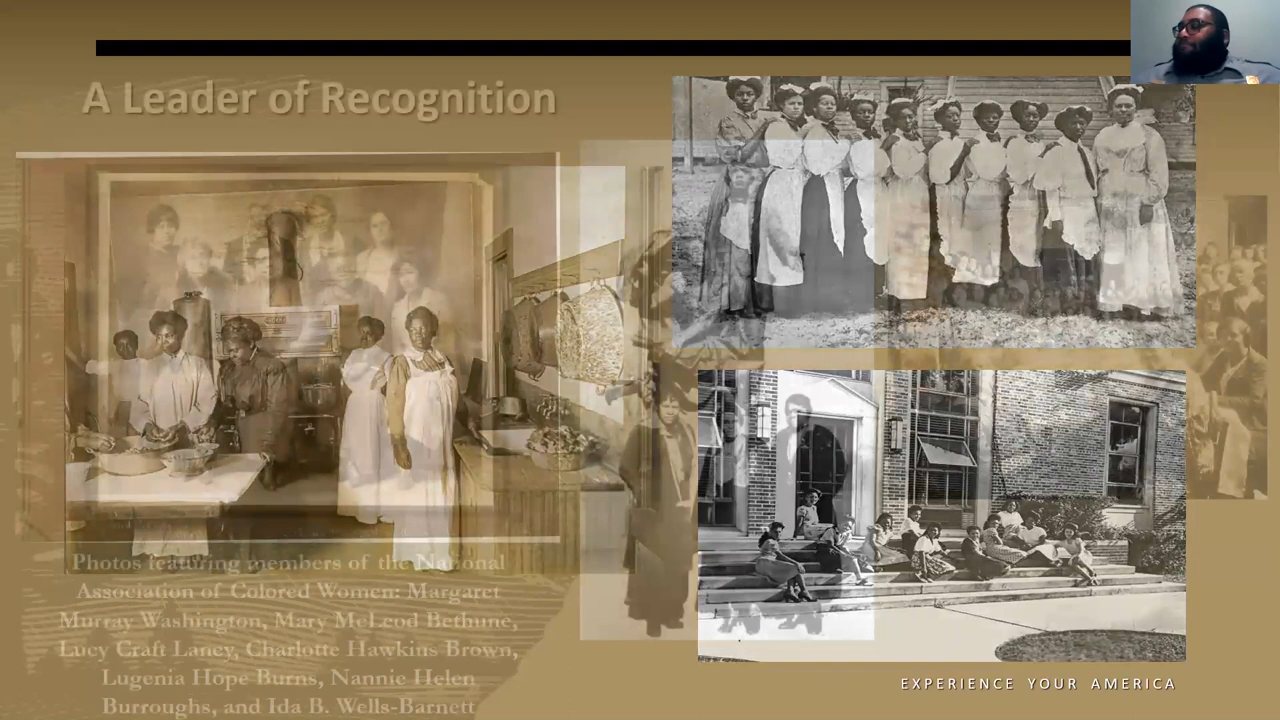 A Leader of Recognition
Photos featuring members of the National
Association of Colored Women: Margaret
Murray Washington, Mary McLeod Bethune,
Lucy Craft Laney, Charlotte Hawkins Brown,
Lugenia Hope Burns, Nannie Helen
Burroughs, and Ida B. Wells-Barnett
EXPERIENCE YOUR AMERICA